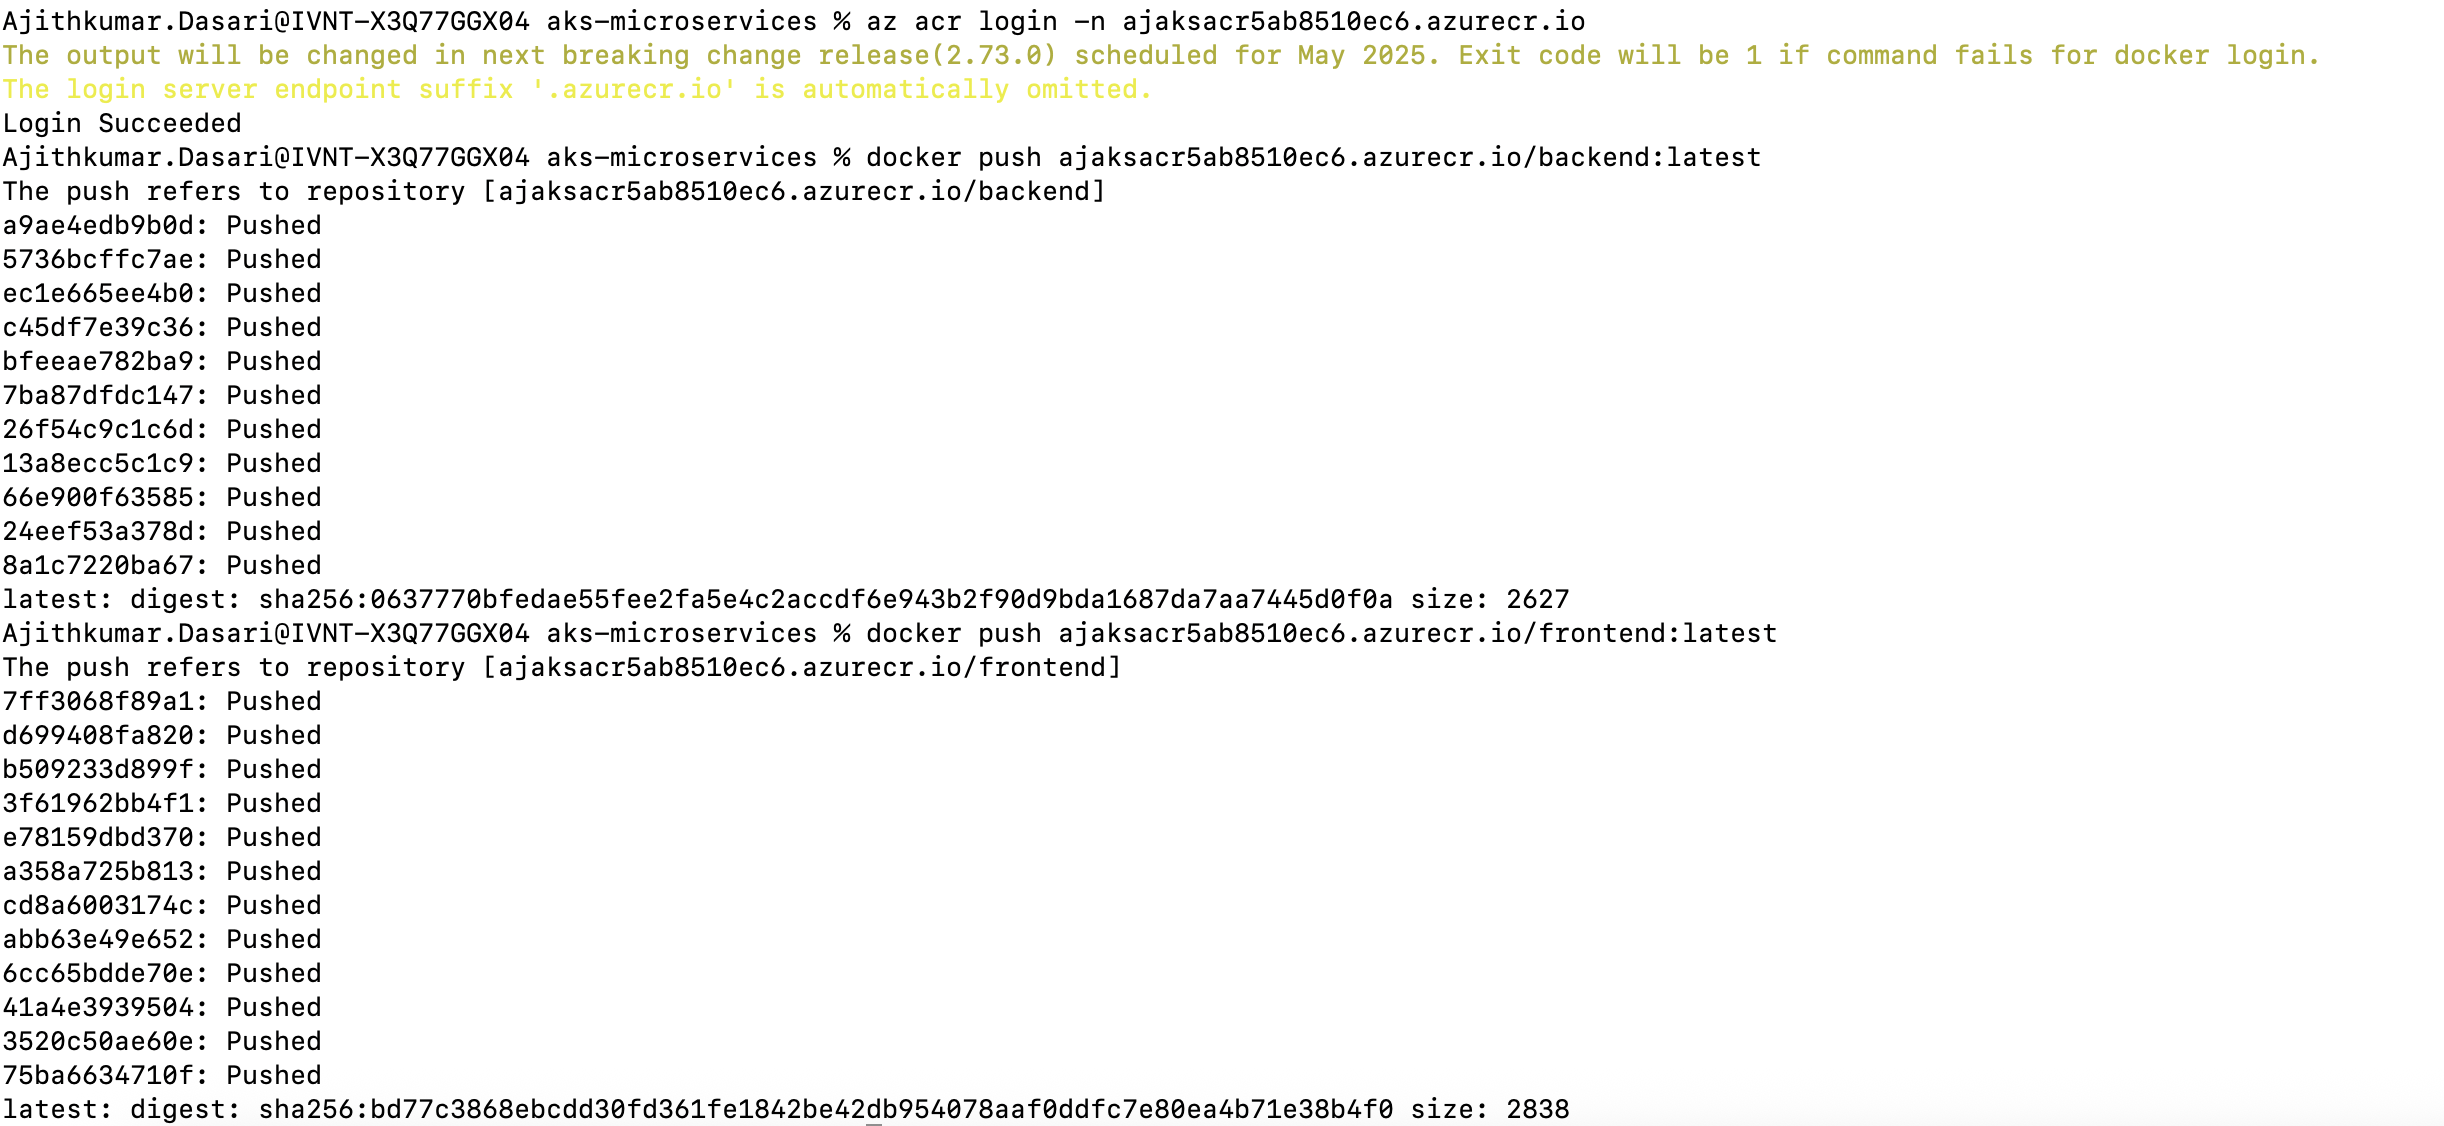 Ajithkumar.Dasari@IVNT-X3Q77GGX04 aks-microservices % az acr login -n ajaksacr5ab8510ec6.azurecr.io
The output will be changed in next breaking change release(2.73.0) scheduled for May 2025. Exit code will be 1 if command fails for docker login.
The login server endpoint suffix '.azurecr.io' is automatically omitted.
Login Succeeded
Ajithkumar.Dasari@IVNT-X3Q77GGX04 aks-microservices % docker push ajaksacr5ab8510ec6.azurecr.io/backend:latest
The push refers to repository [ajaksacr5ab8510ec6.azurecr.io/backend]
a9ae4edb9b0d: Pushed
5736bcffc7ae: Pushed
ec1e665ee4b0: Pushed
c45df7e39c36: Pushed
bfeeae782ba9: Pushed
7ba87dfdc147: Pushed
26f54c9c1c6d: Pushed
13a8ecc5c1c9: Pushed
66e900f63585: Pushed
24eef53a378d: Pushed
8a1c7220ba67: Pushed
latest: digest: sha256:0637770bfedae55fee2fa5e4c2accdf6e943b2f90d9bda1687da7aa7445d0f0a size: 2627
Ajithkumar.Dasari@IVNT-X3Q77GGX04 aks-microservices % docker push ajaksacr5ab8510ec6.azurecr.io/frontend:latest
The push refers to repository [ajaksacr5ab8510ec6.azurecr.io/frontend]
7ff3068f89a1: Pushed
d699408fa820: Pushed
b509233d899f: Pushed
3f61962bb4f1: Pushed
e78159dbd370: Pushed
a358a725b813: Pushed
cd8a6003174c: Pushed
abb63e49e652: Pushed
6cc65bdde70e: Pushed
41a4e3939504: Pushed
3520c50ae60e: Pushed
75ba6634710f: Pushed
latest: digest: sha256:bd77c3868ebcdd30fd361fe1842be42db954078aaf0ddfc7e80ea4b71e38b4f0 size: 2838